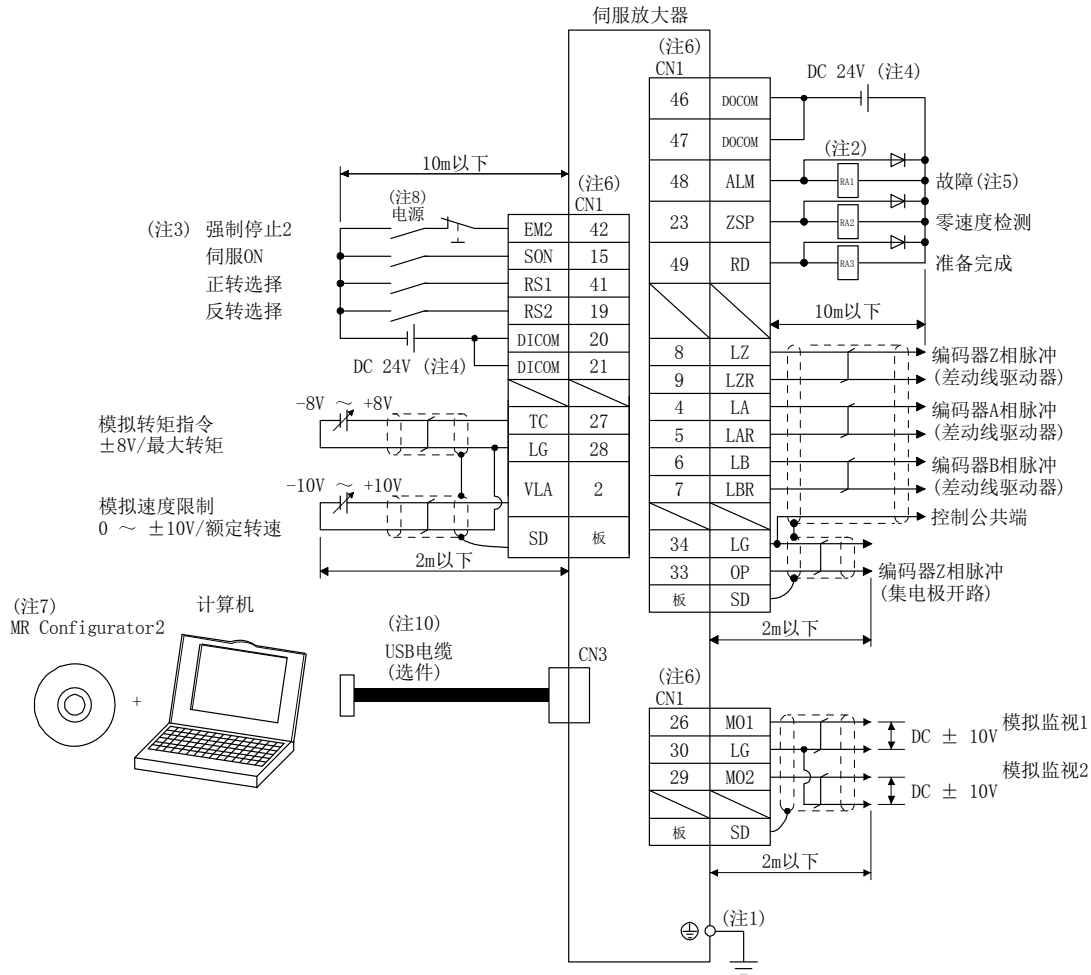 伺服放大器
(注6)
CN1
46 DOCOM
47 DOCOM
48 ALM
23 ZSP
49 RD
DC 24V (注4)
(注2)
RA1 故障(注5)
RA2 零速度检测
RA3 准备完成
10m以下
10m以下
(注8)
电源
(注6)
CN1
(注3) 强制停止2 EM2 42
伺服ON SON 15
正转选择 RS1 41
反转选择 RS2 19
DICOM 20
DICOM 21
DC 24V (注4)
-8V ～ +8V
模拟转矩指令
±8V/最大转矩
TC 27
LG 28
-10V ～ +10V
模拟速度限制
0 ～ ±10V/额定转速
VLA 2
SD 板
2m以下
8 LZ 编码器Z相脉冲
9 LZR (差动线驱动器)
4 LA 编码器A相脉冲
5 LAR (差动线驱动器)
6 LB 编码器B相脉冲
7 LBR (差动线驱动器)
控制公共端
34 LG
33 OP 编码器Z相脉冲
(集电极开路)
板 SD
2m以下
(注7)
MR Configurator2
+
计算机
(注10)
USB电缆
(选件)
CN3
(注6)
CN1
26 MO1 模拟监视1
DC ± 10V
30 LG
29 MO2 模拟监视2
DC ± 10V
板 SD
2m以下
(注1)